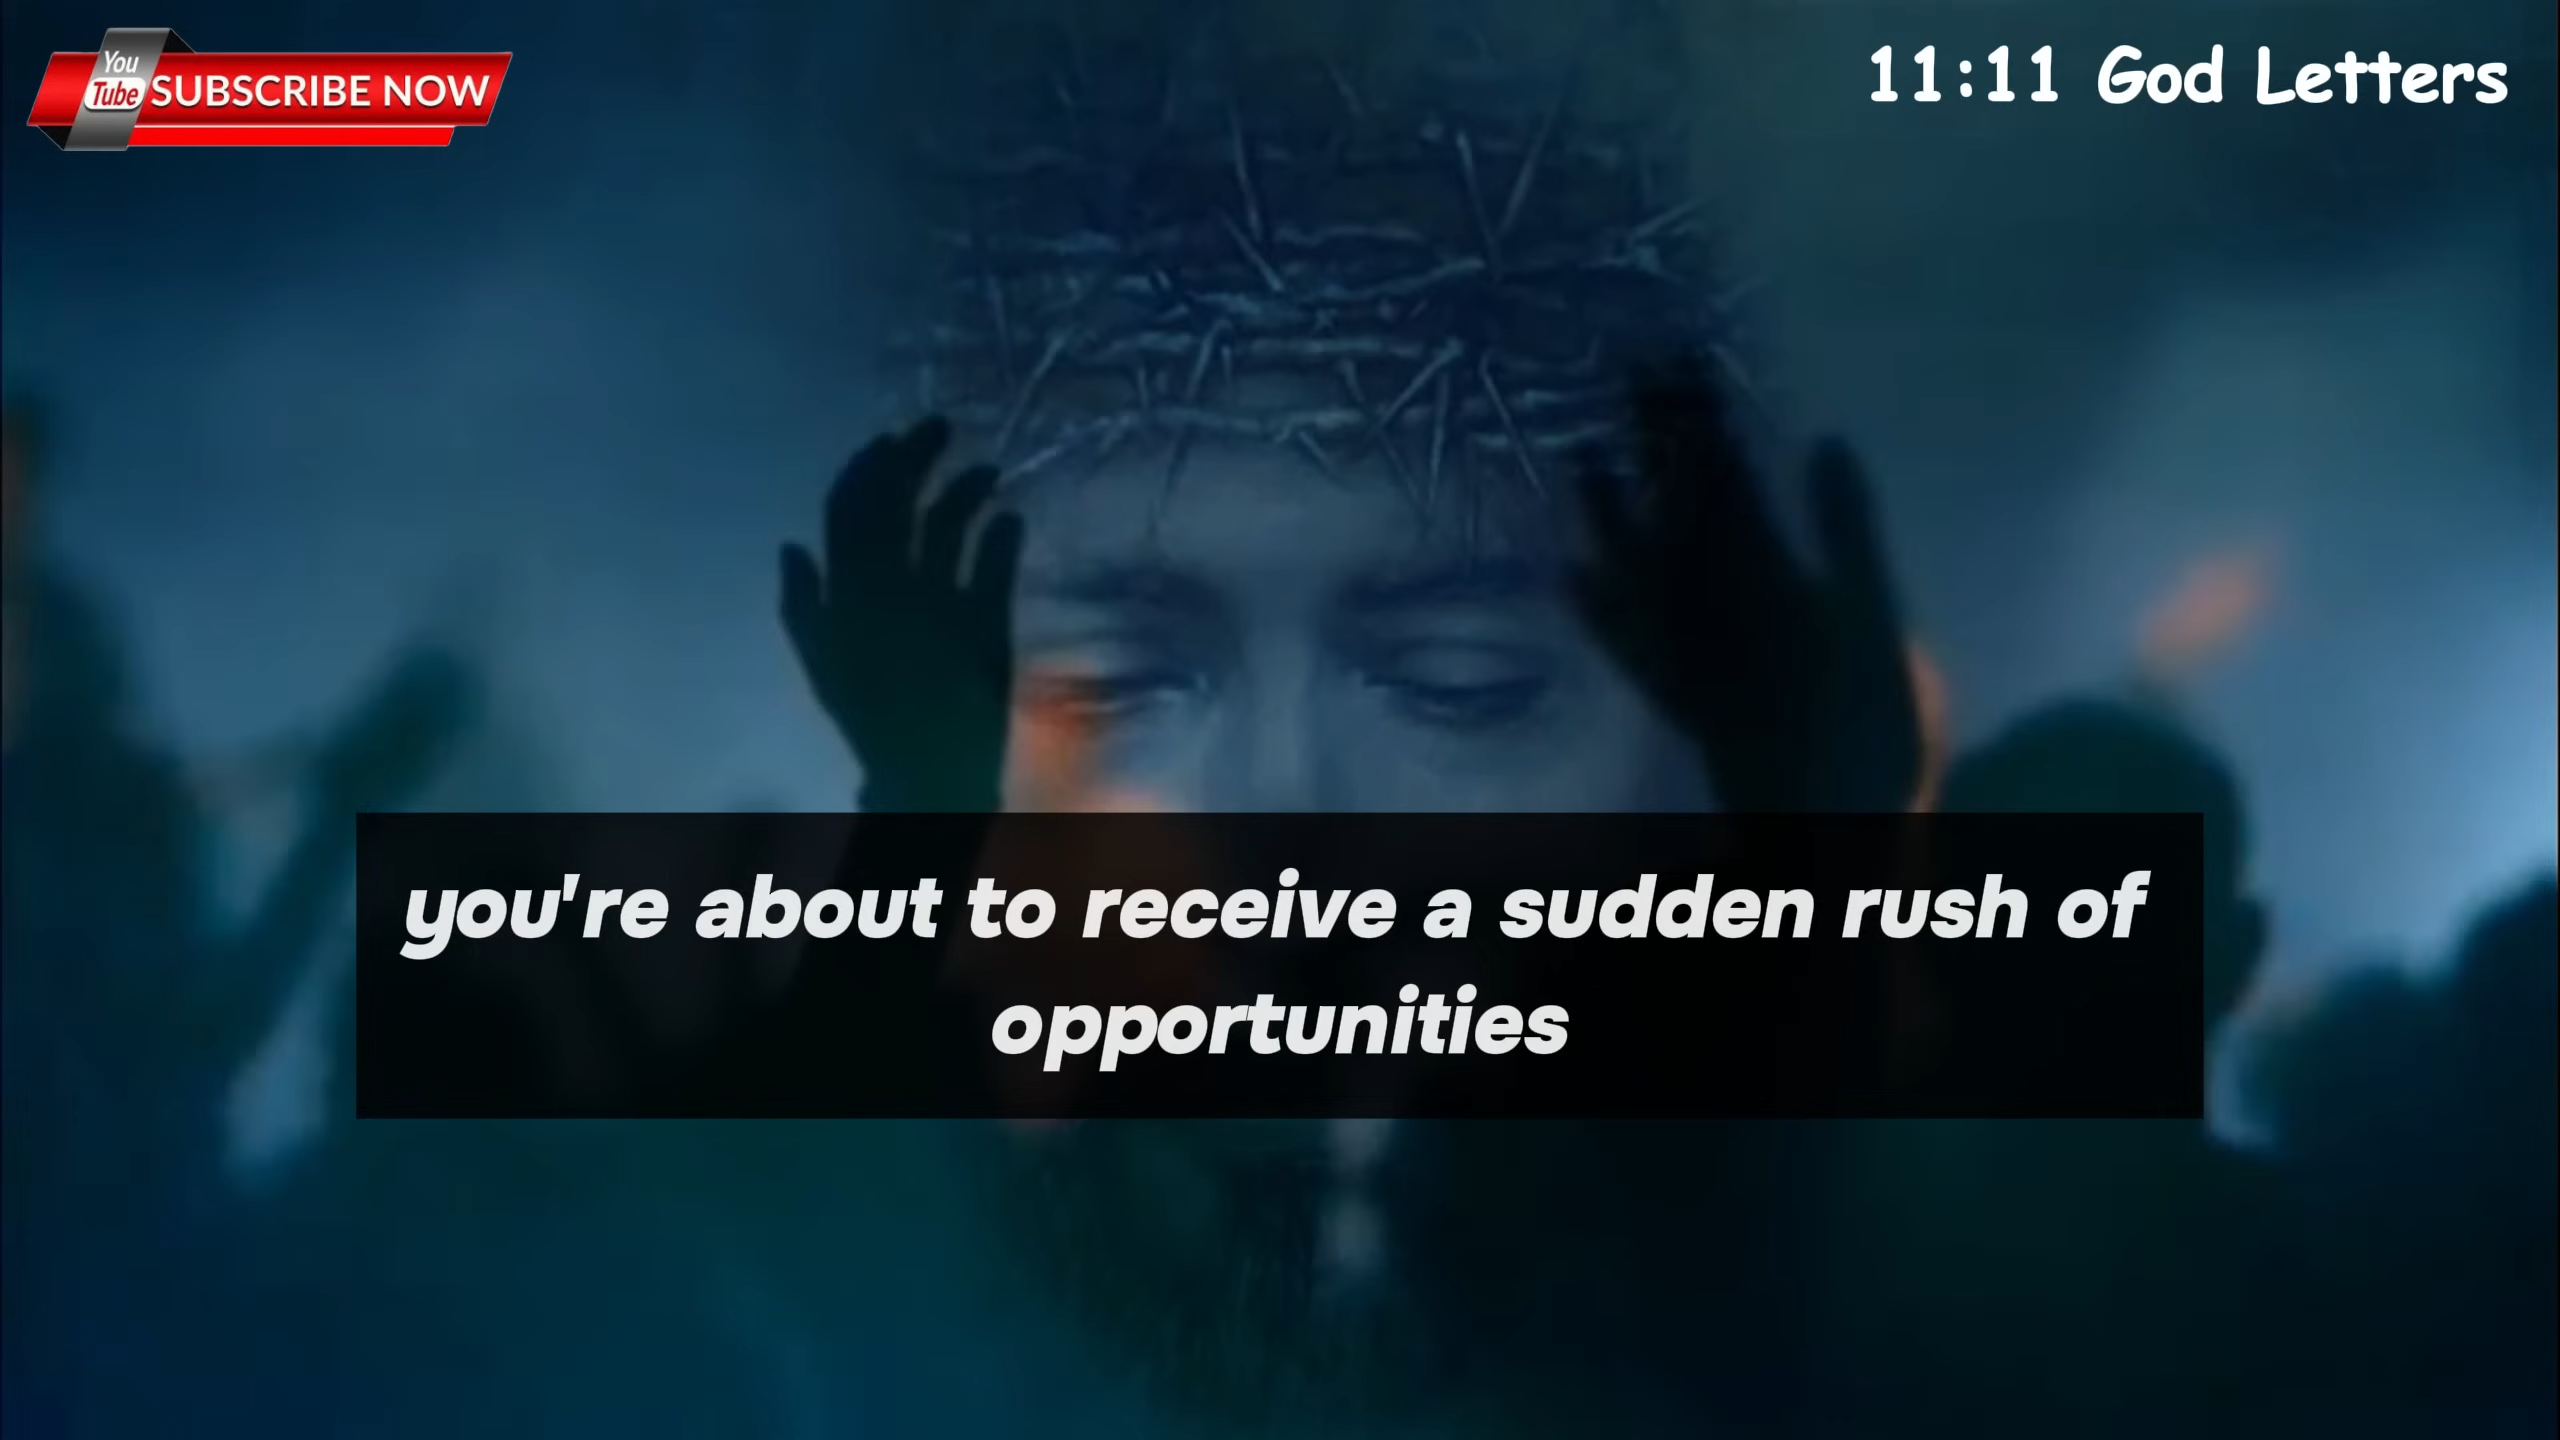 You
Tube
SUBSCRIBE NOW
11:11 God Letters
you're about to receive a sudden rush of
opportunities